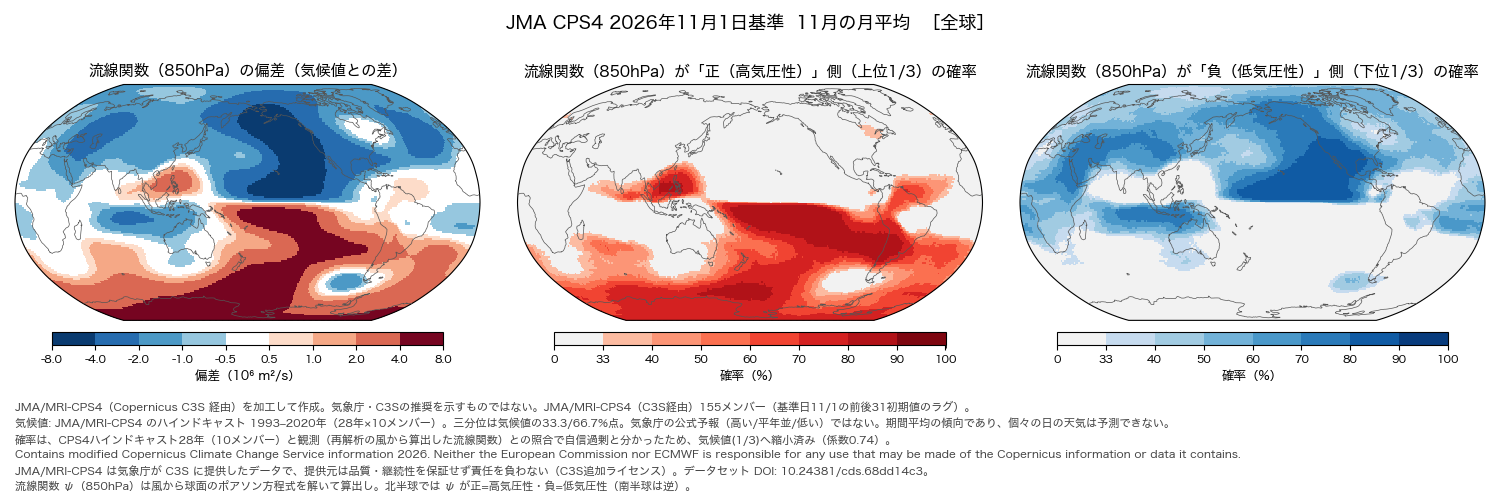 JMA CPS4 2026年11月1日基準 11月の月平均 ［全球］
流線関数（850hPa）の偏差（気候値との差）
流線関数（850hPa）が「正（高気圧性）」側（上位1/3）の確率
流線関数（850hPa）が「負（低気圧性）」側（下位1/3）の確率
-8.0 -4.0 -2.0 -1.0 -0.5 0.5 1.0 2.0 4.0 8.0
偏差（10⁶ m²/s）
0 33 40 50 60 70 80 90 100
確率（%）
0 33 40 50 60 70 80 90 100
確率（%）
JMA/MRI-CPS4（Copernicus C3S 経由）を加工して作成。気象庁・C3Sの推奨を示すものではない。JMA/MRI-CPS4（C3S経由）155メンバー（基準日11/1の前後31初期値のラグ）。
気候値: JMA/MRI-CPS4 のハインドキャスト 1993–2020年（28年×10メンバー）。三分位は気候値の33.3/66.7%点。気象庁の公式予報（高い/平年並/低い）ではない。期間平均の傾向であり、個々の日の天気は予測できない。
確率は、CPS4ハインドキャスト28年（10メンバー）と観測（再解析の風から算出した流線関数）との照合で自信過剰と分かったため、気候値(1/3)へ縮小済み（係数0.74）。
Contains modified Copernicus Climate Change Service information 2026. Neither the European Commission nor ECMWF is responsible for any use that may be made of the Copernicus information or data it contains.
JMA/MRI-CPS4 は気象庁が C3S に提供したデータで、提供元は品質・継続性を保証せず責任を負わない（C3S追加ライセンス）。データセット DOI: 10.24381/cds.68dd14c3。
流線関数 ψ（850hPa）は風から球面のポアソン方程式を解いて算出し。北半球では ψ が正=高気圧性・負=低気圧性（南半球は逆）。